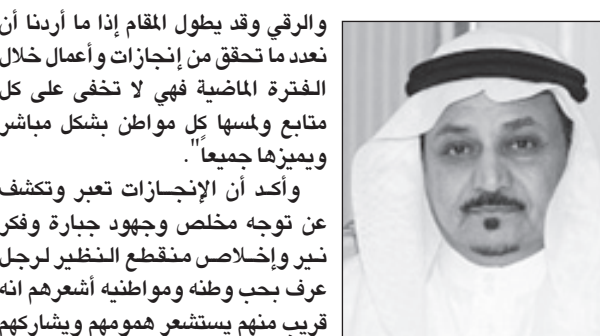 والرقي وقد يطول المقام إذا ما أردنا أن
نعدد ما تحقق من إنجازات وأعمال خلال
الفترة الماضية فهي لا تخفى على كل
متابع ولمسها كل مواطن بشكل مباشر
ويميزها جميعاً".
وأكد أن الإنجازات تعبر وتكشف
عن توجه مخلص وجهود جبارة وفكر
نير وإخلاص منقطع النظير لرجل
عرف بحب وطنه ومواطنيه أشعرهم انه
قريب منهم يستشعر همومهم ويشاركهم